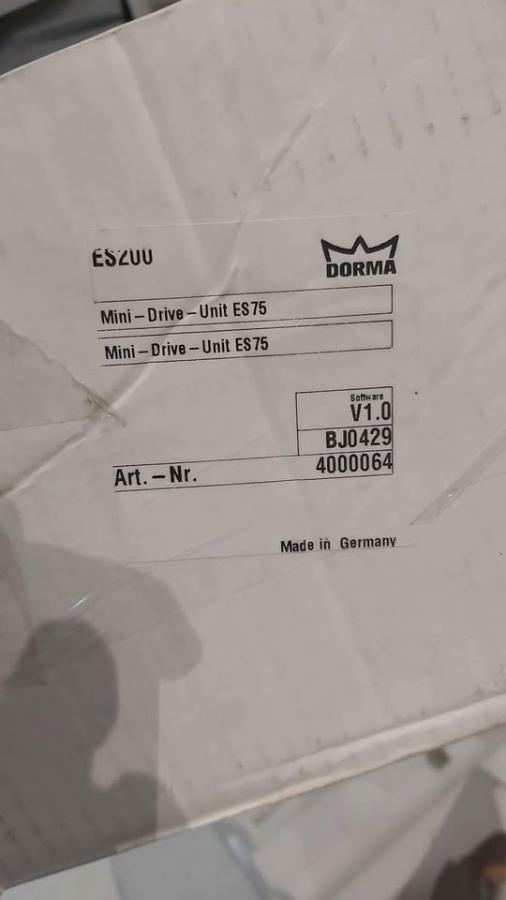 ES200
DORMA
Mini – Drive – Unit ES75
Mini – Drive – Unit ES75
Software
V1.0
BJ0429
Art. – Nr. 4000064
Made in Germany